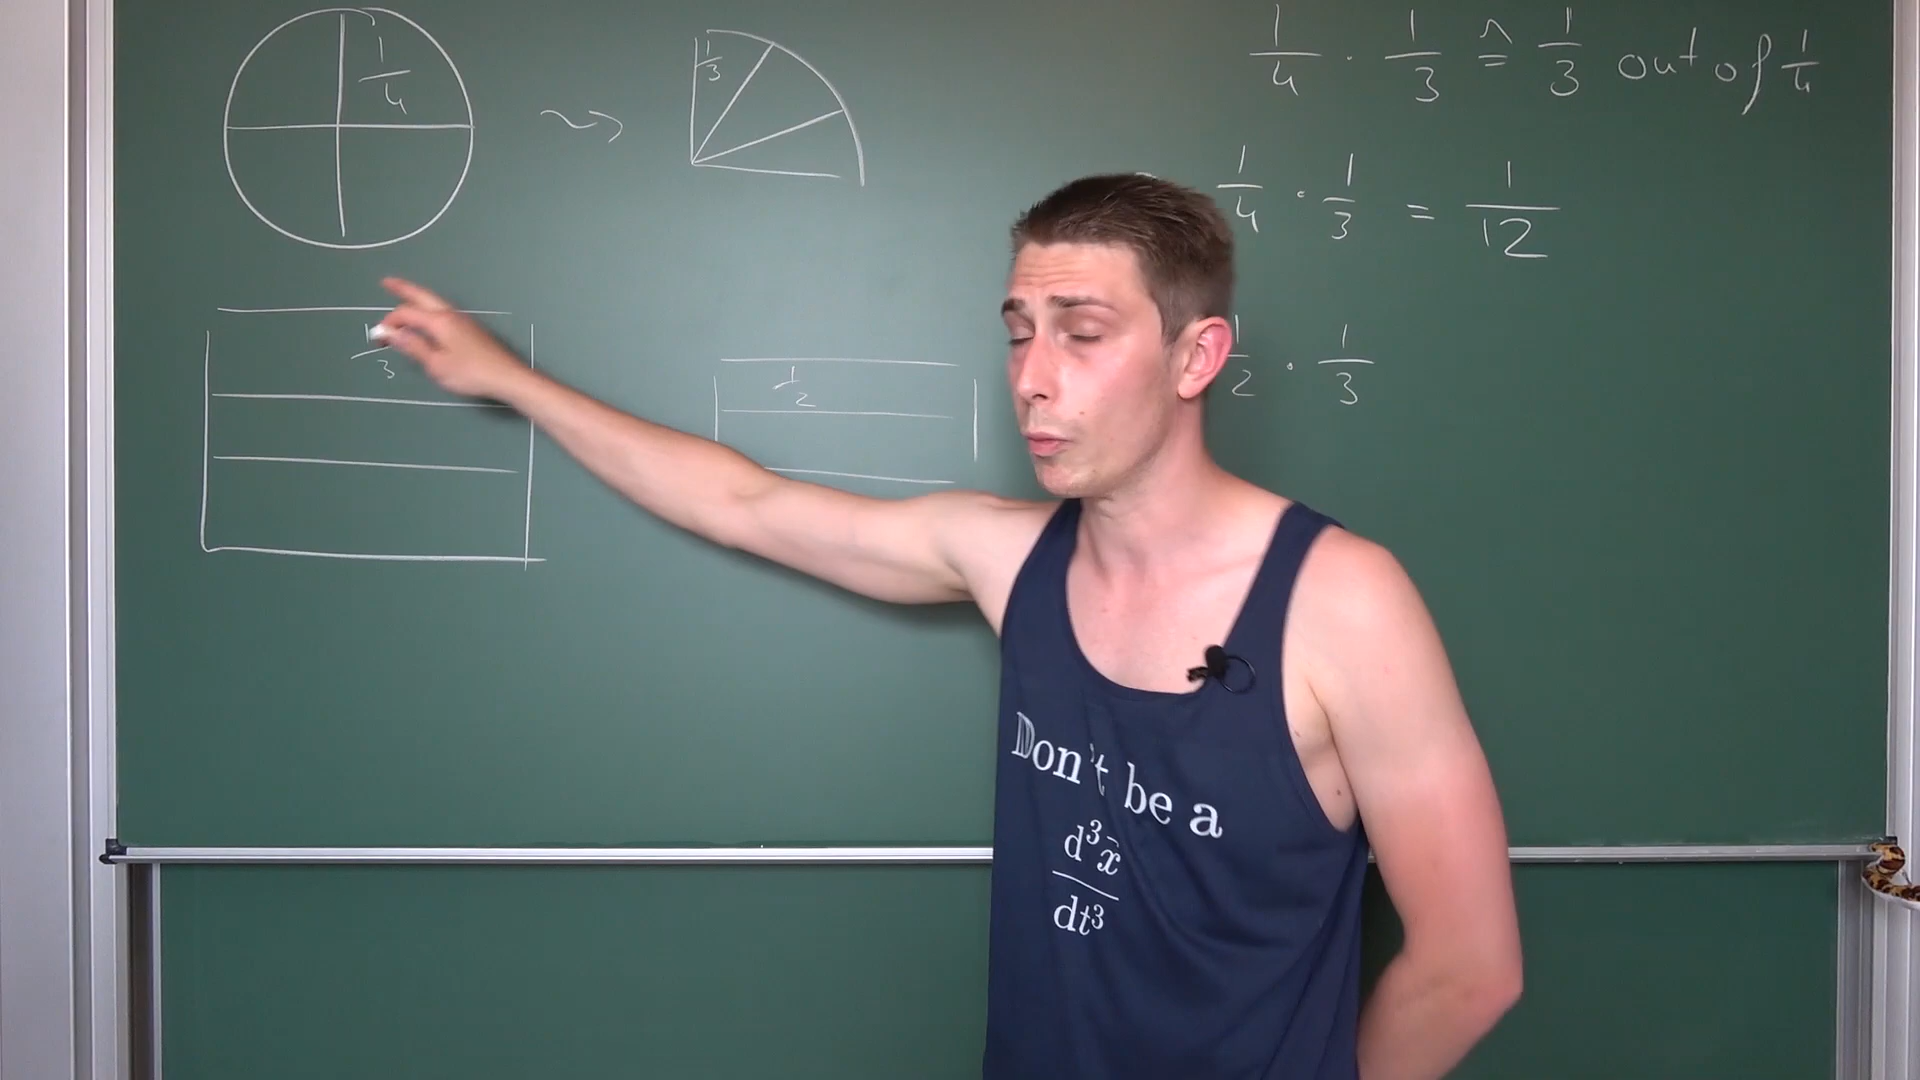 1/4
1/3
1/4 · 1/3 ≙ 1/3 out of 1/4
1/4 · 1/3 = 1/12
1/3
1/2
1/2 · 1/3
Don't be a
d³x̄
dt³